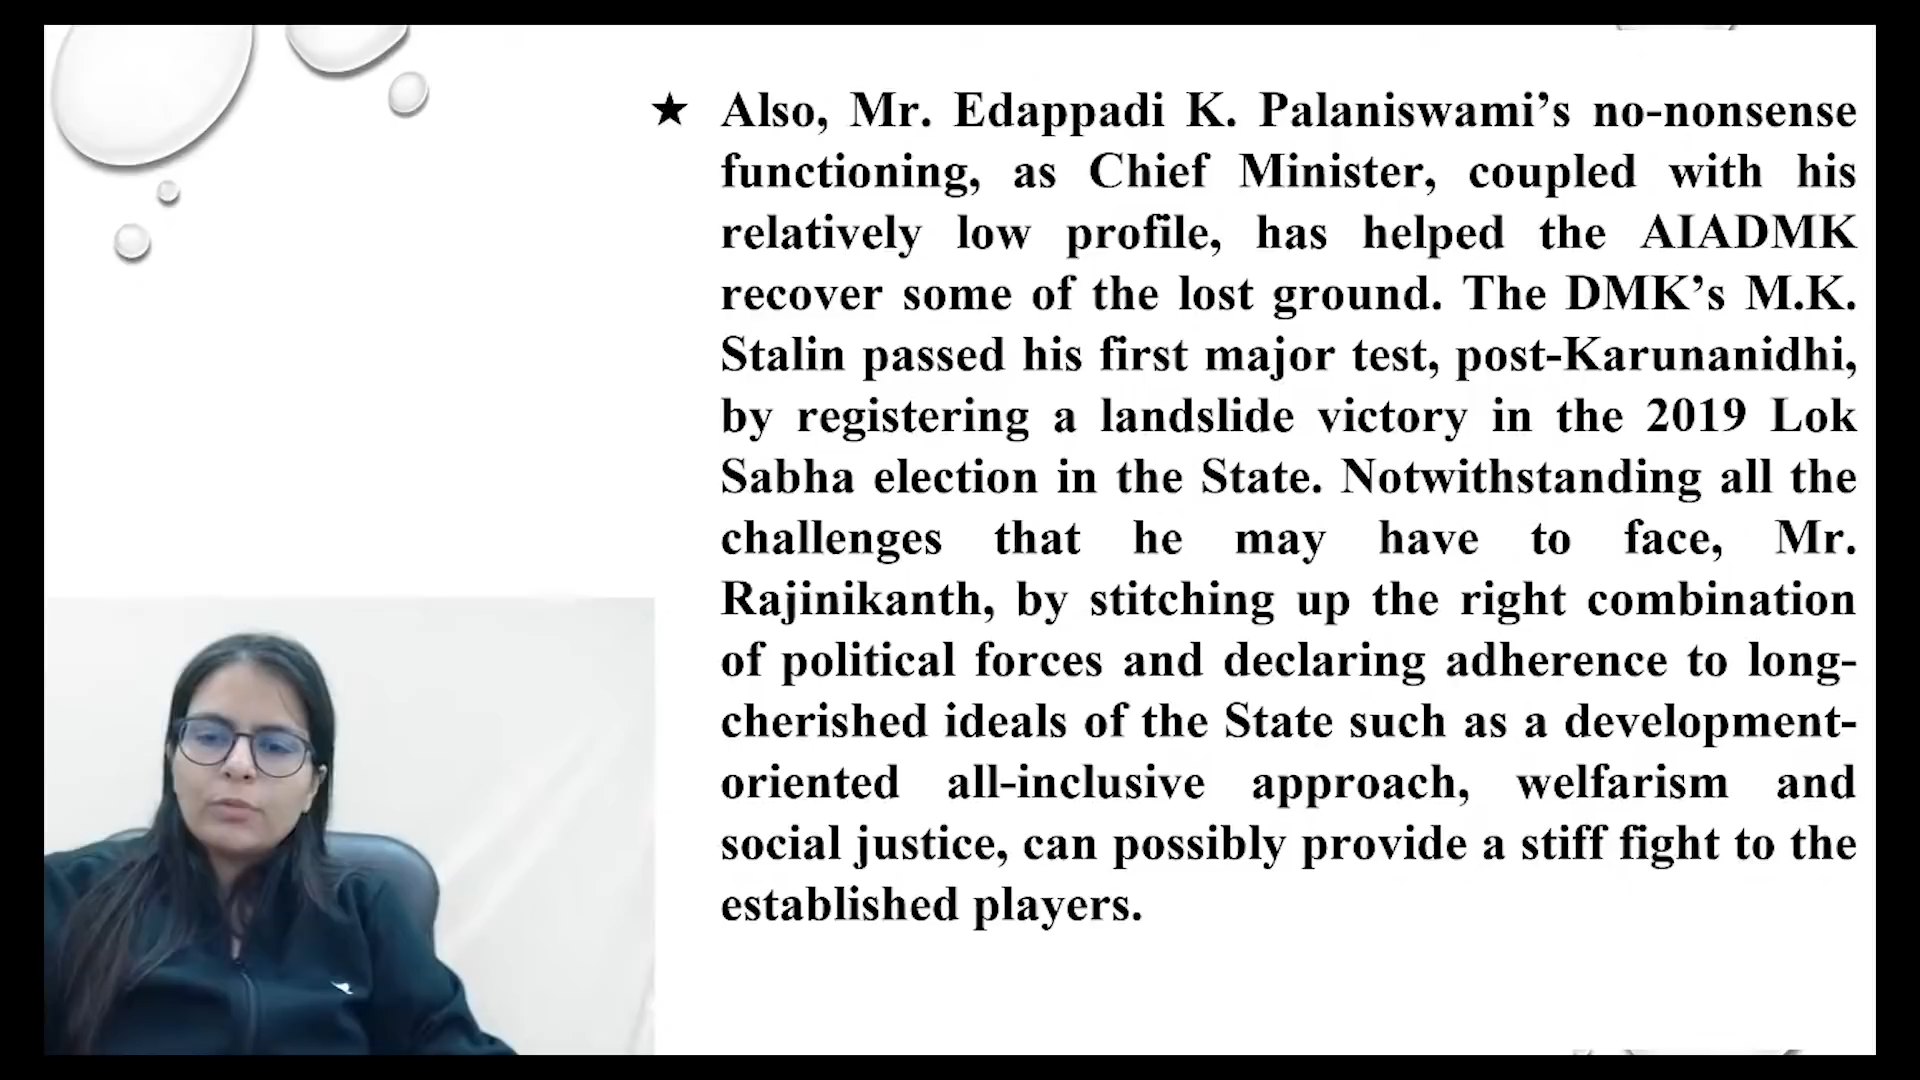 ★ Also, Mr. Edappadi K. Palaniswami’s no-nonsense
functioning, as Chief Minister, coupled with his
relatively low profile, has helped the AIADMK
recover some of the lost ground. The DMK’s M.K.
Stalin passed his first major test, post-Karunanidhi,
by registering a landslide victory in the 2019 Lok
Sabha election in the State. Notwithstanding all the
challenges that he may have to face, Mr.
Rajinikanth, by stitching up the right combination
of political forces and declaring adherence to long-
cherished ideals of the State such as a development-
oriented all-inclusive approach, welfarism and
social justice, can possibly provide a stiff fight to the
established players.